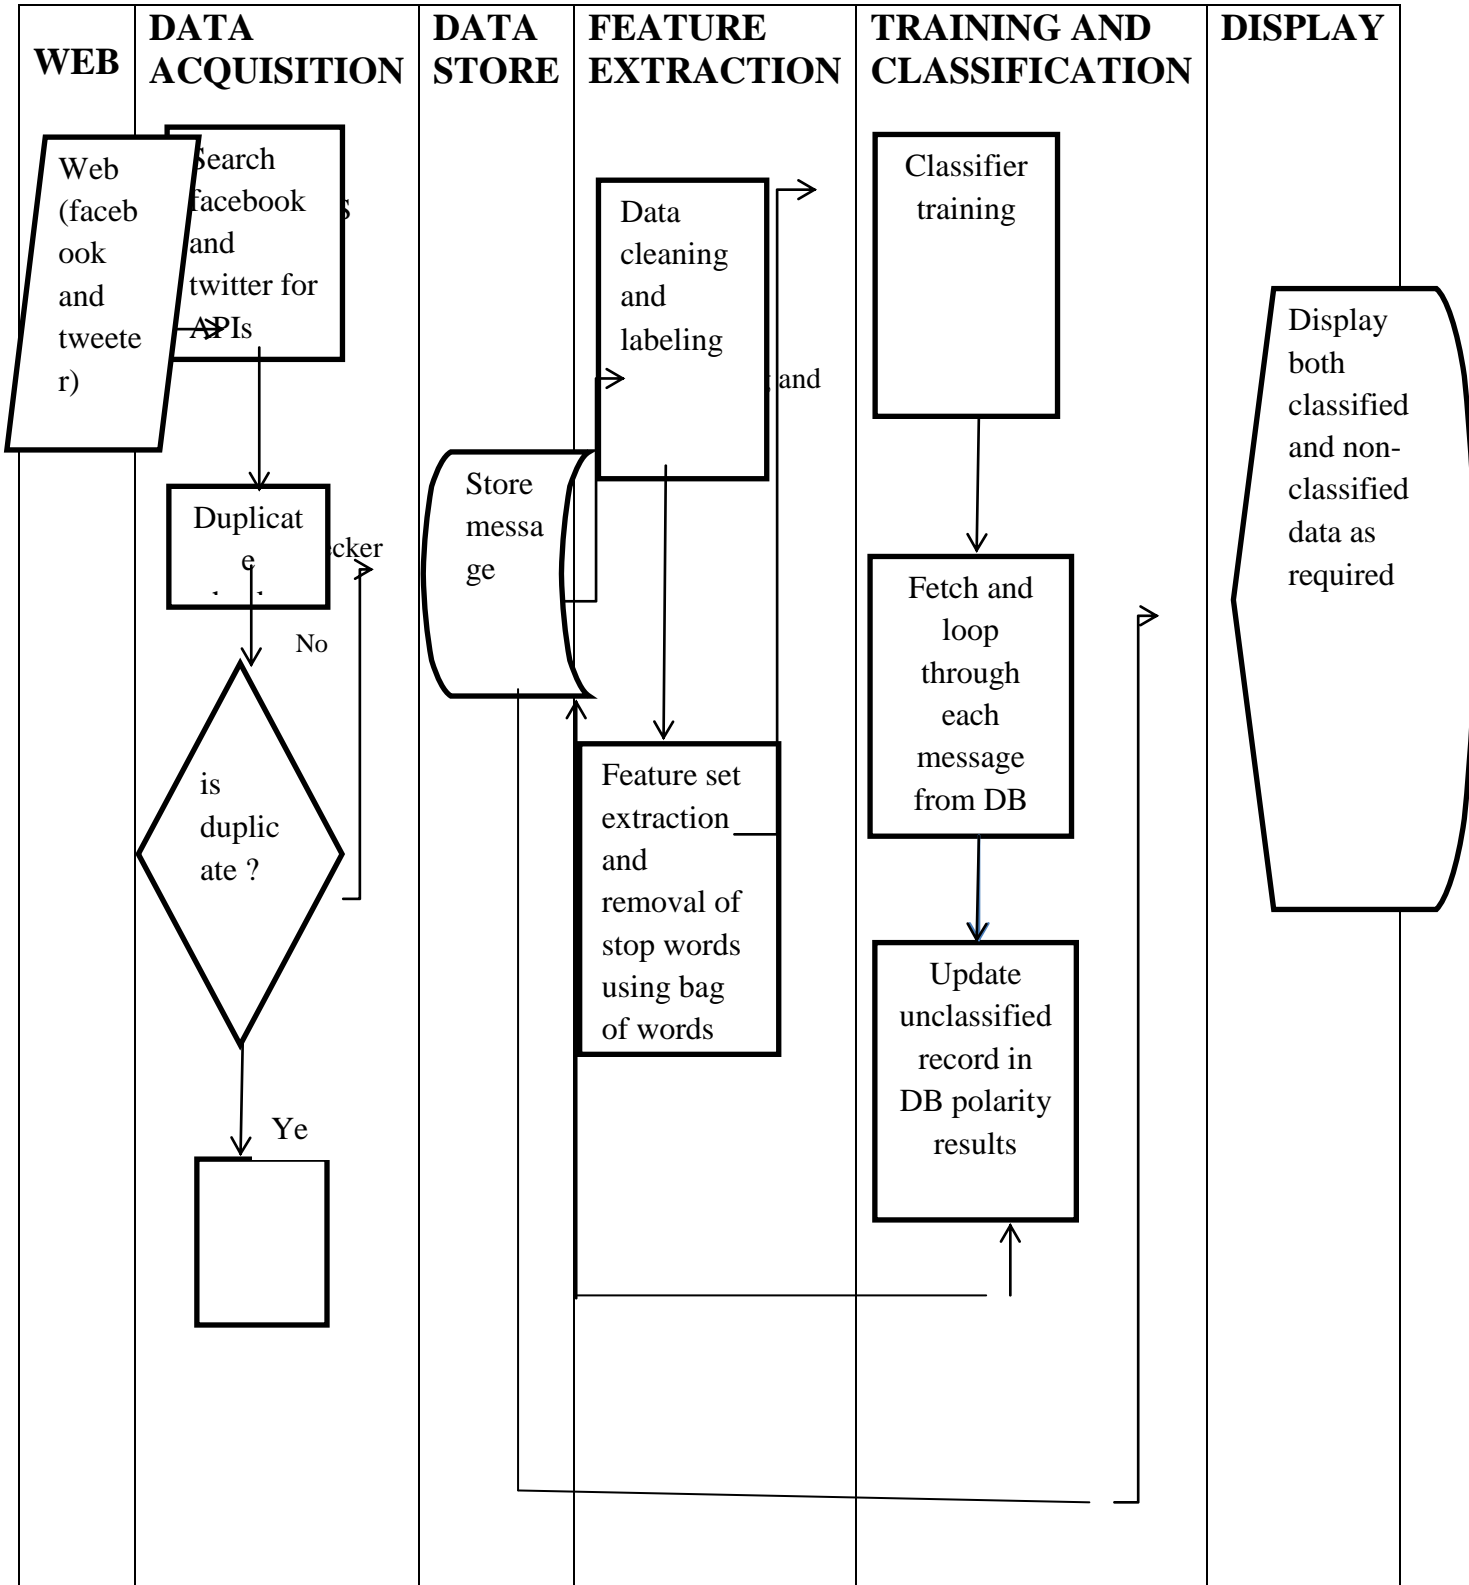 WEB
DATA
ACQUISITION
DATA
STORE
FEATURE
EXTRACTION
TRAINING AND
CLASSIFICATION
DISPLAY
Web
(faceb
ook
and
tweete
r)
Search
facebook
and
twitter for
APIs
s
Duplicat
e
cker
No
is
duplic
ate ?
Ye
Store
messa
ge
Data
cleaning
and
labeling
and
Feature set
extraction
and
removal of
stop words
using bag
of words
Classifier
training
Fetch and
loop
through
each
message
from DB
Update
unclassified
record in
DB polarity
results
Display
both
classified
and non-
classified
data as
required